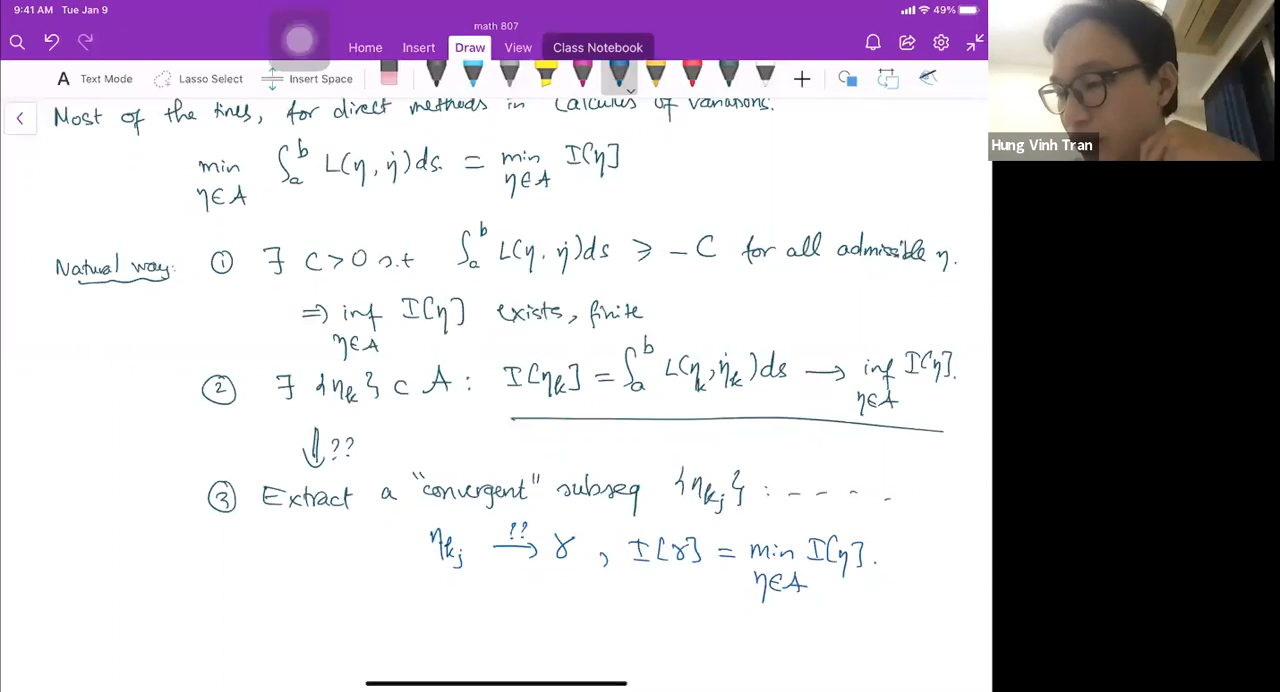 9:41 AM Tue Jan 9
49%
math 807
Home Insert Draw View Class Notebook
A Text Mode Lasso Select Insert Space
Hung Vinh Tran
Most of the times, for direct methods in Calculus of Variations.
min η∈A ∫_a^b L(η, η̇)ds = min η∈A I[η]
Natural way: ① ∃ C>0 s.t ∫_a^b L(η, η̇)ds ≥ -C for all admissible η.
⇒ inf η∈A I[η] exists, finite
② ∃ {η_k} ⊂ A : I[η_k] = ∫_a^b L(η_k, η̇_k)ds → inf η∈A I[η].
⇓ ??
③ Extract a "convergent" subseq {η_kj} : - - - - -
η_kj →?? γ , I[γ] = min η∈A I[η].